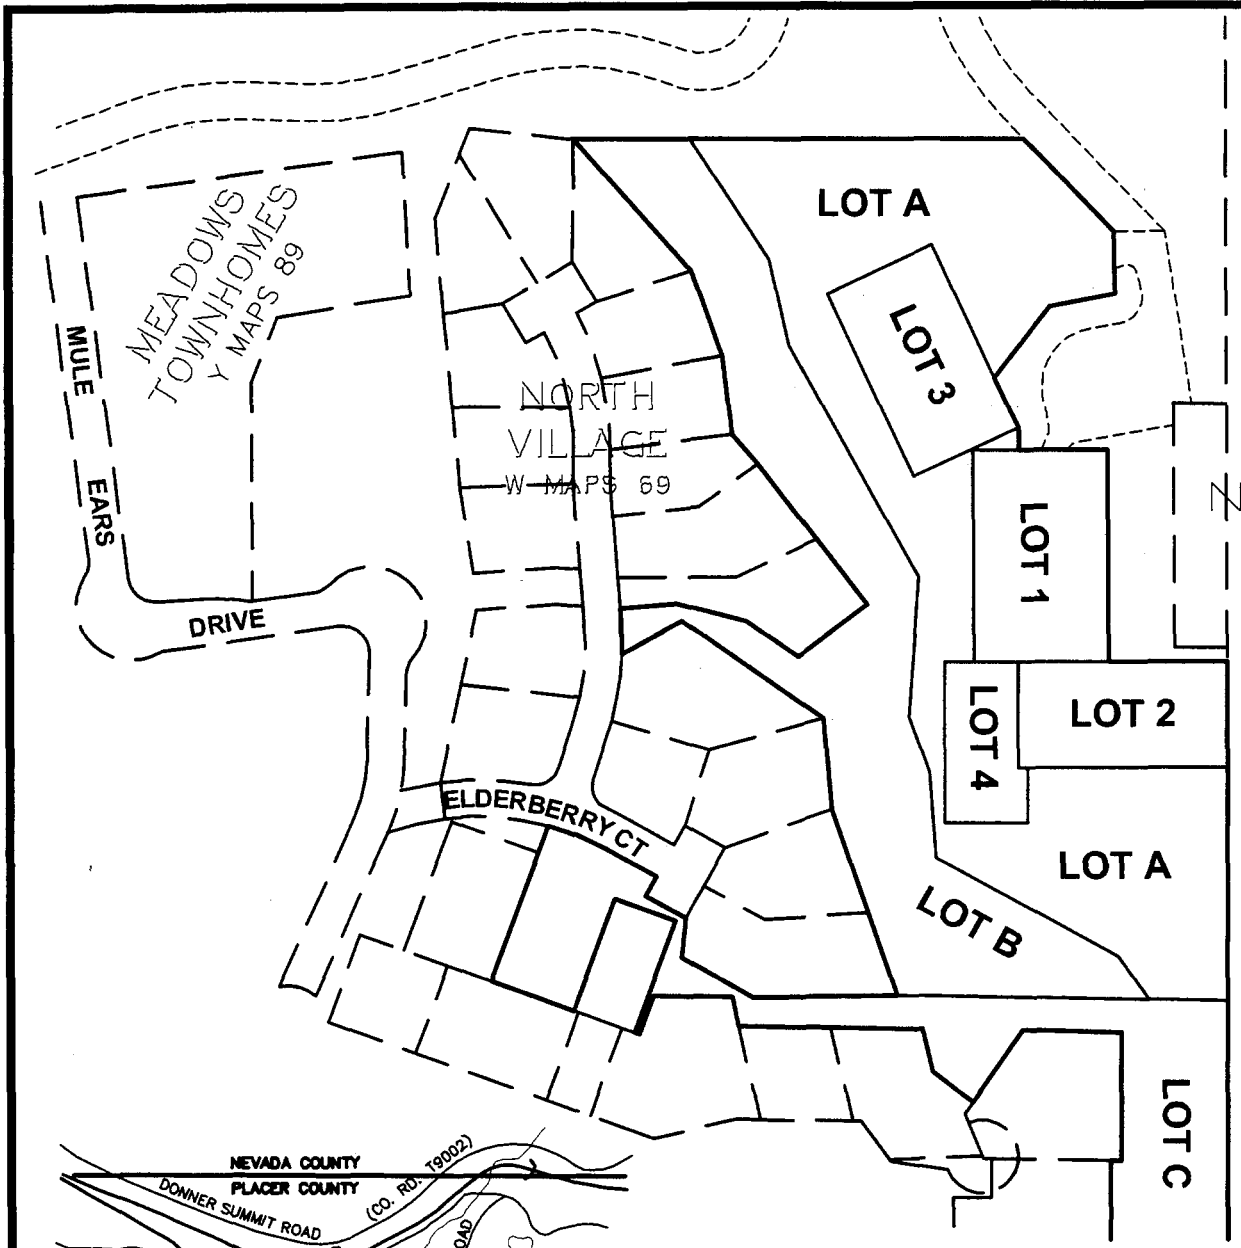 LOT A
MEADOWS
TOWNHOMES
Y MAPS 89
LOT 3
MULE
EARS
DRIVE
NORTH
VILLAGE
W MAPS 69
LOT 1
LOT 4
LOT 2
ELDERBERRY CT
LOT A
LOT B
LOT C
NEVADA COUNTY
PLACER COUNTY
DONNER SUMMIT ROAD
(CO. RD. T9002)
OAD